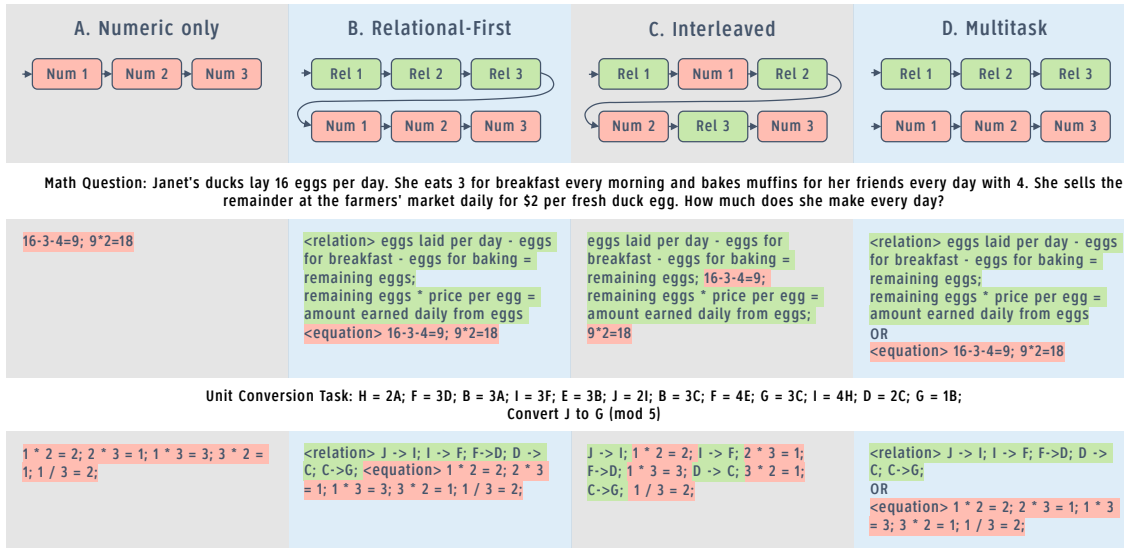 A. Numeric only
Num 1 Num 2 Num 3
B. Relational-First
Rel 1 Rel 2 Rel 3
Num 1 Num 2 Num 3
C. Interleaved
Rel 1 Num 1 Rel 2
Num 2 Rel 3 Num 3
D. Multitask
Rel 1 Rel 2 Rel 3
Num 1 Num 2 Num 3
Math Question: Janet's ducks lay 16 eggs per day. She eats 3 for breakfast every morning and bakes muffins for her friends every day with 4. She sells the
remainder at the farmers' market daily for $2 per fresh duck egg. How much does she make every day?
16-3-4=9; 9*2=18
<relation> eggs laid per day - eggs
for breakfast - eggs for baking =
remaining eggs;
remaining eggs * price per egg =
amount earned daily from eggs
<equation> 16-3-4=9; 9*2=18
eggs laid per day - eggs for
breakfast - eggs for baking =
remaining eggs; 16-3-4=9;
remaining eggs * price per egg =
amount earned daily from eggs;
9*2=18
<relation> eggs laid per day - eggs
for breakfast - eggs for baking =
remaining eggs;
remaining eggs * price per egg =
amount earned daily from eggs
OR
<equation> 16-3-4=9; 9*2=18
Unit Conversion Task: H = 2A; F = 3D; B = 3A; I = 3F; E = 3B; J = 2I; B = 3C; F = 4E; G = 3C; I = 4H; D = 2C; G = 1B;
Convert J to G (mod 5)
1 * 2 = 2; 2 * 3 = 1; 1 * 3 = 3; 3 * 2 =
1; 1 / 3 = 2;
<relation> J -> I; I -> F; F->D; D ->
C; C->G; <equation> 1 * 2 = 2; 2 * 3
= 1; 1 * 3 = 3; 3 * 2 = 1; 1 / 3 = 2;
J -> I; 1 * 2 = 2; I -> F; 2 * 3 = 1;
F->D; 1 * 3 = 3; D -> C; 3 * 2 = 1;
C->G; 1 / 3 = 2;
<relation> J -> I; I -> F; F->D; D ->
C; C->G;
OR
<equation> 1 * 2 = 2; 2 * 3 = 1; 1 * 3
= 3; 3 * 2 = 1; 1 / 3 = 2;